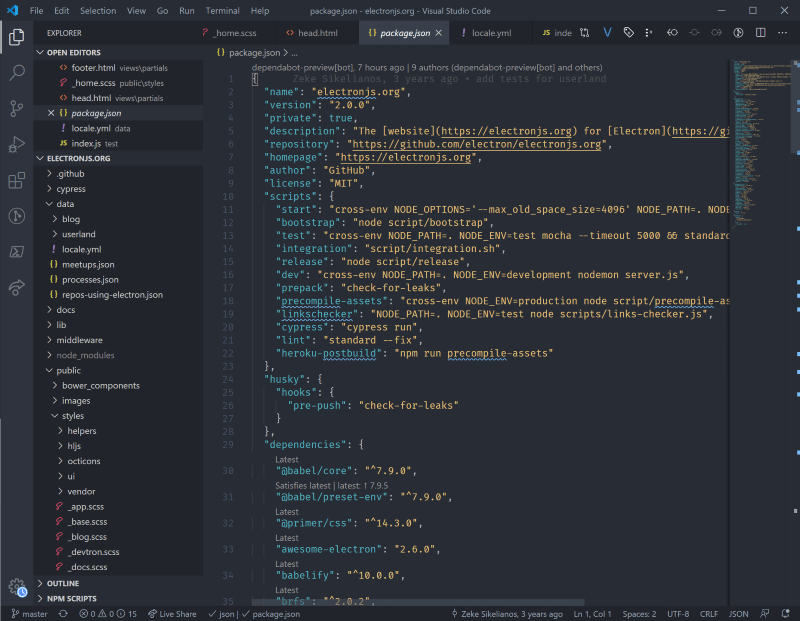 File Edit Selection View Go Run Terminal Help package.json - electronjs.org - Visual Studio Code
EXPLORER
_home.scss head.html package.json locale.yml JS inde
OPEN EDITORS
footer.html views\partials
_home.scss public\styles
head.html views\partials
package.json
locale.yml data
JS index.js test
ELECTRONJS.ORG
.github
cypress
data
blog
userland
locale.yml
meetups.json
processes.json
repos-using-electron.json
docs
lib
middleware
node_modules
public
bower_components
images
styles
helpers
hljs
octicons
ui
vendor
_app.scss
_base.scss
_blog.scss
_devtron.scss
_docs.scss
OUTLINE
NPM SCRIPTS
{} package.json > ...
dependabot-preview[bot], 7 hours ago | 9 authors (dependabot-preview[bot] and others)
1 { Zeke Sikelianos, 3 years ago • add tests for userland
2 "name": "electronjs.org",
3 "version": "2.0.0",
4 "private": true,
5 "description": "The [website](https://electronjs.org) for [Electron](https://gi
6 "repository": "https://github.com/electron/electronjs.org",
7 "homepage": "https://electronjs.org",
8 "author": "GitHub",
9 "license": "MIT",
10 "scripts": {
11 "start": "cross-env NODE_OPTIONS='--max_old_space_size=4096' NODE_PATH=. NODE
12 "bootstrap": "node script/bootstrap",
13 "test": "cross-env NODE_PATH=. NODE_ENV=test mocha --timeout 5000 && standard
14 "integration": "script/integration.sh",
15 "release": "node script/release",
16 "dev": "cross-env NODE_PATH=. NODE_ENV=development nodemon server.js",
17 "prepack": "check-for-leaks",
18 "precompile-assets": "cross-env NODE_ENV=production node script/precompile-as
19 "linkschecker": "NODE_PATH=. NODE_ENV=test node scripts/links-checker.js",
20 "cypress": "cypress run",
21 "lint": "standard --fix",
22 "heroku-postbuild": "npm run precompile-assets"
23 },
24 "husky": {
25 "hooks": {
26 "pre-push": "check-for-leaks"
27 }
28 },
29 "dependencies": {
Latest
30 "@babel/core": "^7.9.0",
Satisfies latest | latest: ↑ 7.9.5
31 "@babel/preset-env": "^7.9.0",
Latest
32 "@primer/css": "^14.3.0",
Latest
33 "awesome-electron": "2.6.0",
Latest
34 "babelify": "^10.0.0",
Latest
35 "brfs": "^2.0.2",
master 0 0 15 Live Share json package.json Zeke Sikelianos, 3 years ago Ln 1, Col 1 Spaces: 2 UTF-8 CRLF JSON